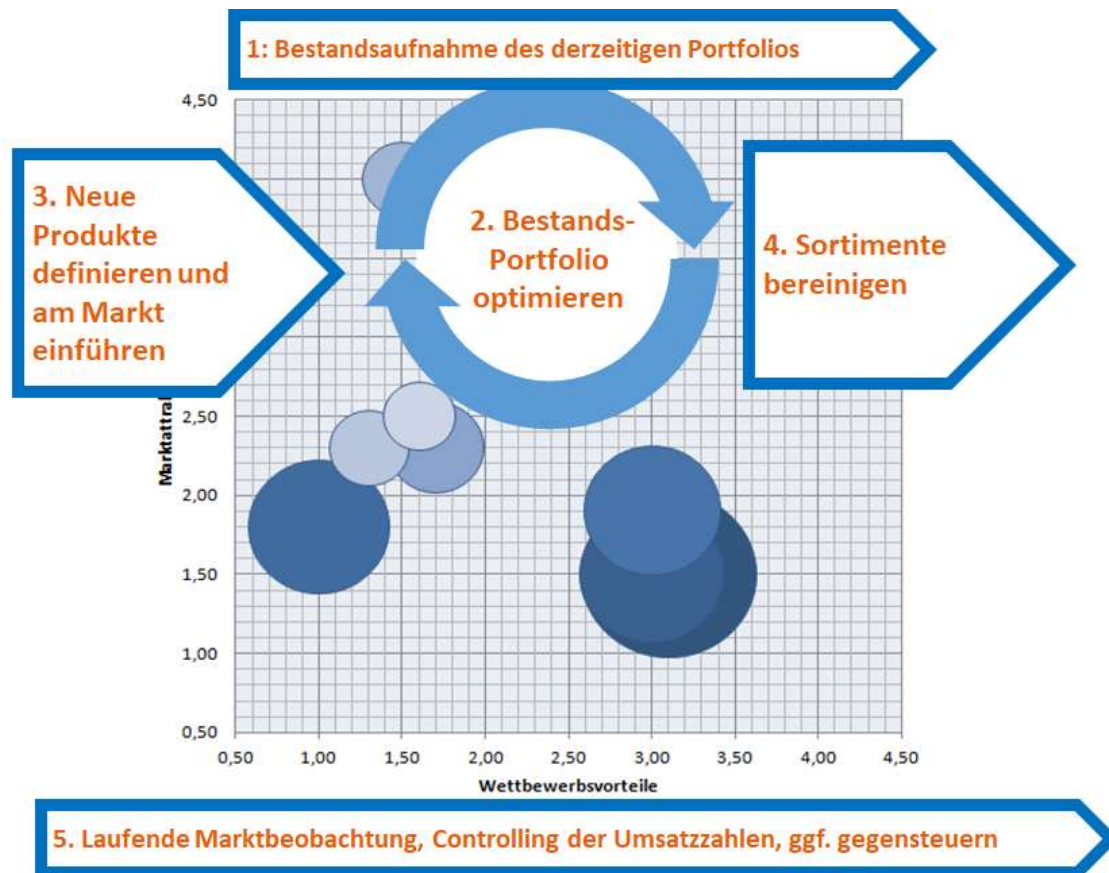 1: Bestandsaufnahme des derzeitigen Portfolios
4,50
3. Neue
Produkte
definieren und
am Markt
einführen
2. Bestands-
Portfolio
optimieren
4. Sortimente
bereinigen
2,50
2,00
1,50
1,00
0,50
0,50 1,00 1,50 2,00 2,50 3,00 3,50 4,00 4,50
Wettbewerbsvorteile
5. Laufende Marktbeobachtung, Controlling der Umsatzzahlen, ggf. gegensteuern